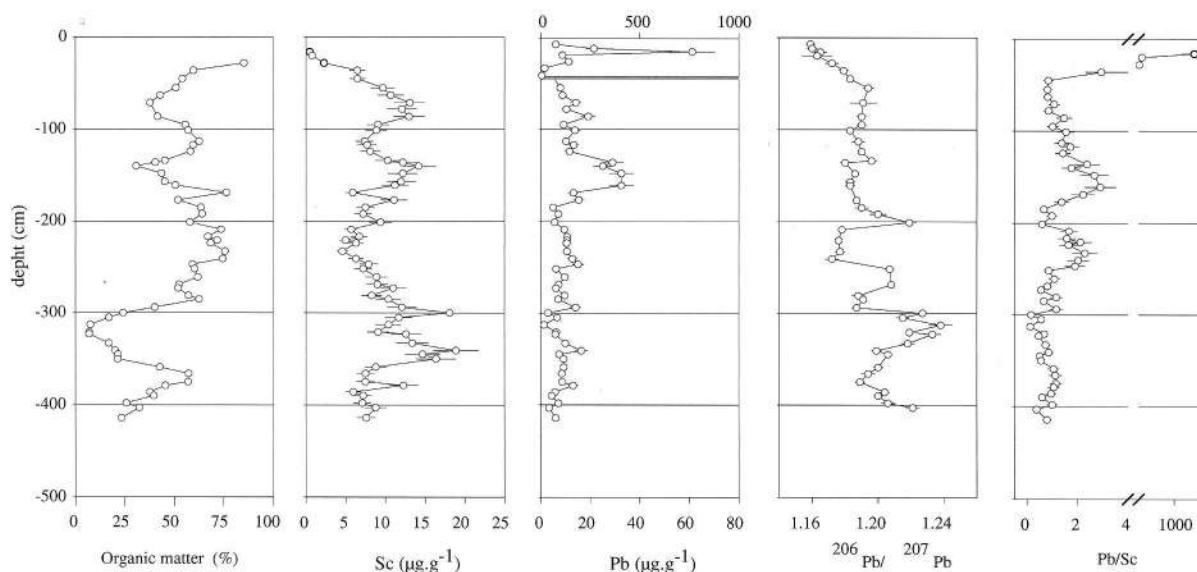 0 500 1000
0
-100
-200
-300
-400
-500
depht (cm)
0 25 50 75 100
0 5 10 15 20 25
0 20 40 60 80
1.16 1.20 1.24
0 2 4 1000
Organic matter (%)
Sc (µg.g-1)
Pb (µg.g-1)
206Pb/ 207Pb
Pb/Sc